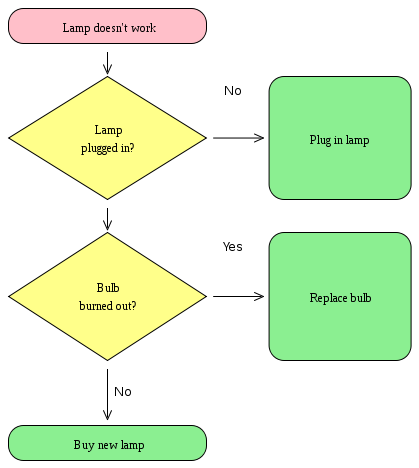 Lamp doesn't work
Lamp
plugged in?
No
Plug in lamp
Bulb
burned out?
Yes
Replace bulb
No
Buy new lamp